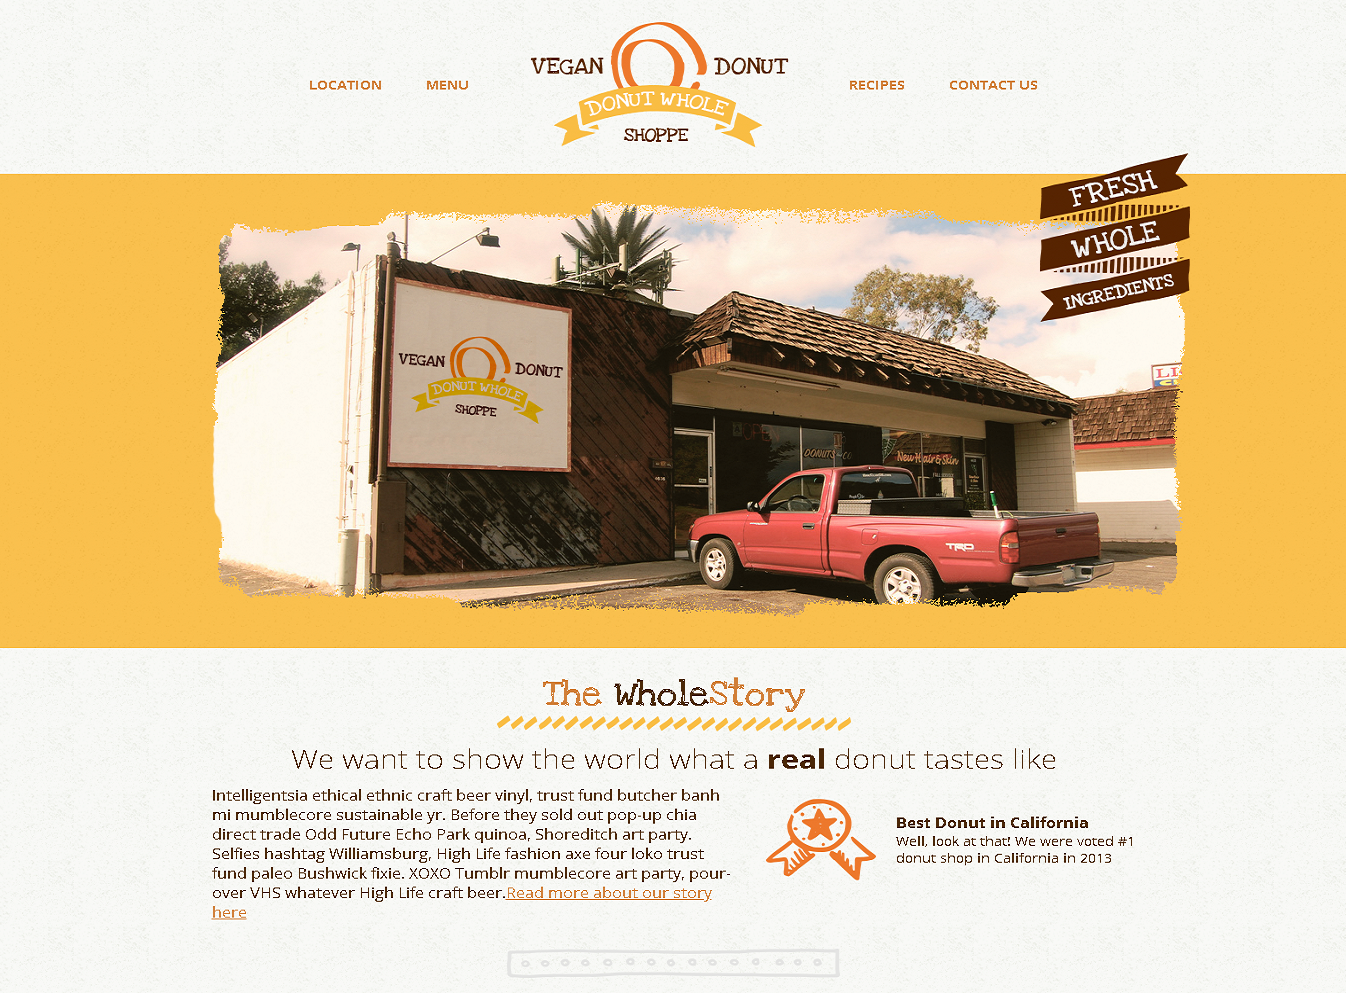 LOCATION
MENU
VEGAN DONUT
DONUT WHOLE
SHOPPE
RECIPES
CONTACT US
FRESH
WHOLE
INGREDIENTS
VEGAN DONUT
DONUT WHOLE
SHOPPE
OPEN
DONUTS
New Hair & Skin
TRD
The WholeStory
We want to show the world what a real donut tastes like
Intelligentsia ethical ethnic craft beer vinyl, trust fund butcher banh
mi mumblecore sustainable yr. Before they sold out pop-up chia
direct trade Odd Future Echo Park quinoa, Shoreditch art party.
Selfies hashtag Williamsburg, High Life fashion axe four loko trust
fund paleo Bushwick fixie. XOXO Tumblr mumblecore art party, pour-
over VHS whatever High Life craft beer.Read more about our story
here
Best Donut in California
Well, look at that! We were voted #1
donut shop in California in 2013